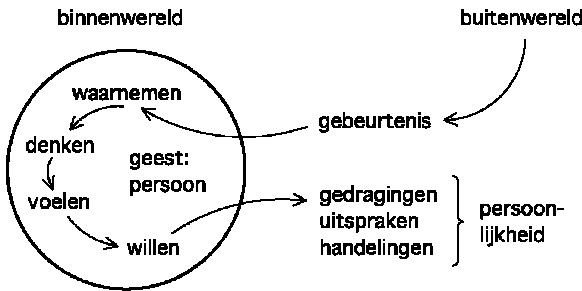 binnenwereld
buitenwereld
waarnemen
gebeurtenis
denken
geest:
persoon
voelen
willen
gedragingen
uitspraken
handelingen
persoon-
lijkheid